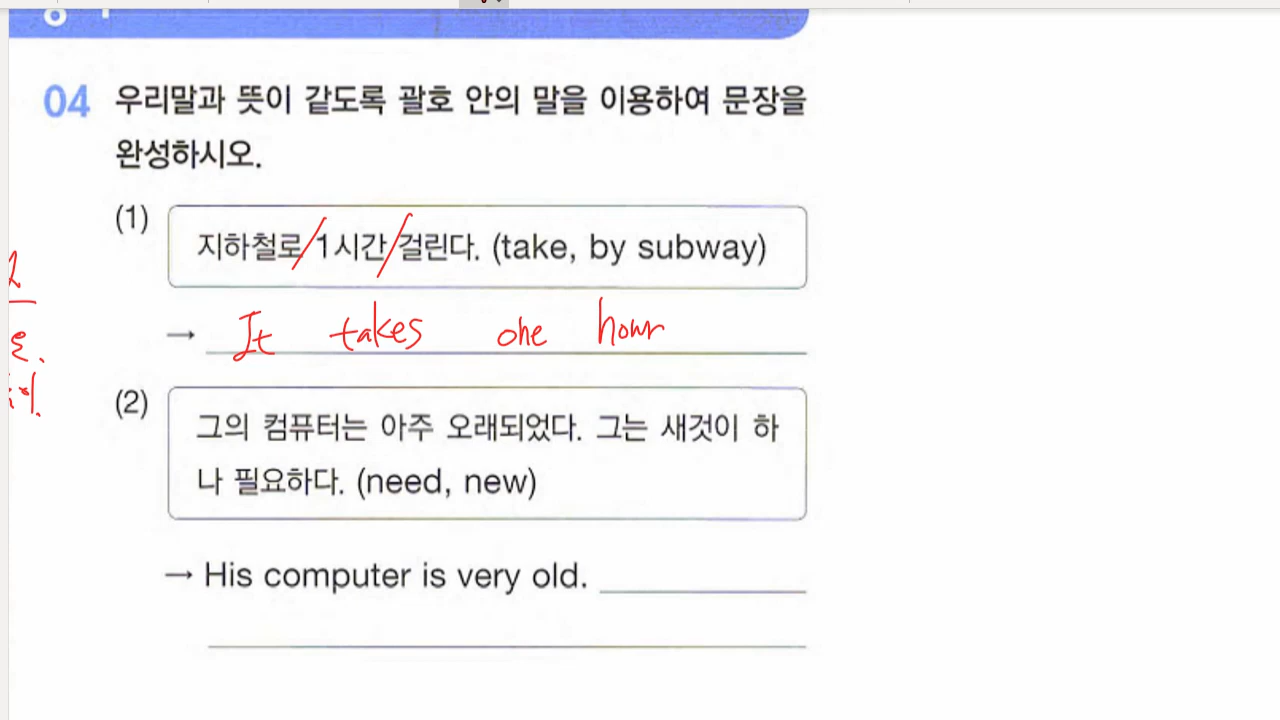 04 우리말과 뜻이 같도록 괄호 안의 말을 이용하여 문장을
완성하시오.
(1) 지하철로/1시간/걸린다. (take, by subway)
→ It takes one hour
(2) 그의 컴퓨터는 아주 오래되었다. 그는 새것이 하
나 필요하다. (need, new)
→ His computer is very old.